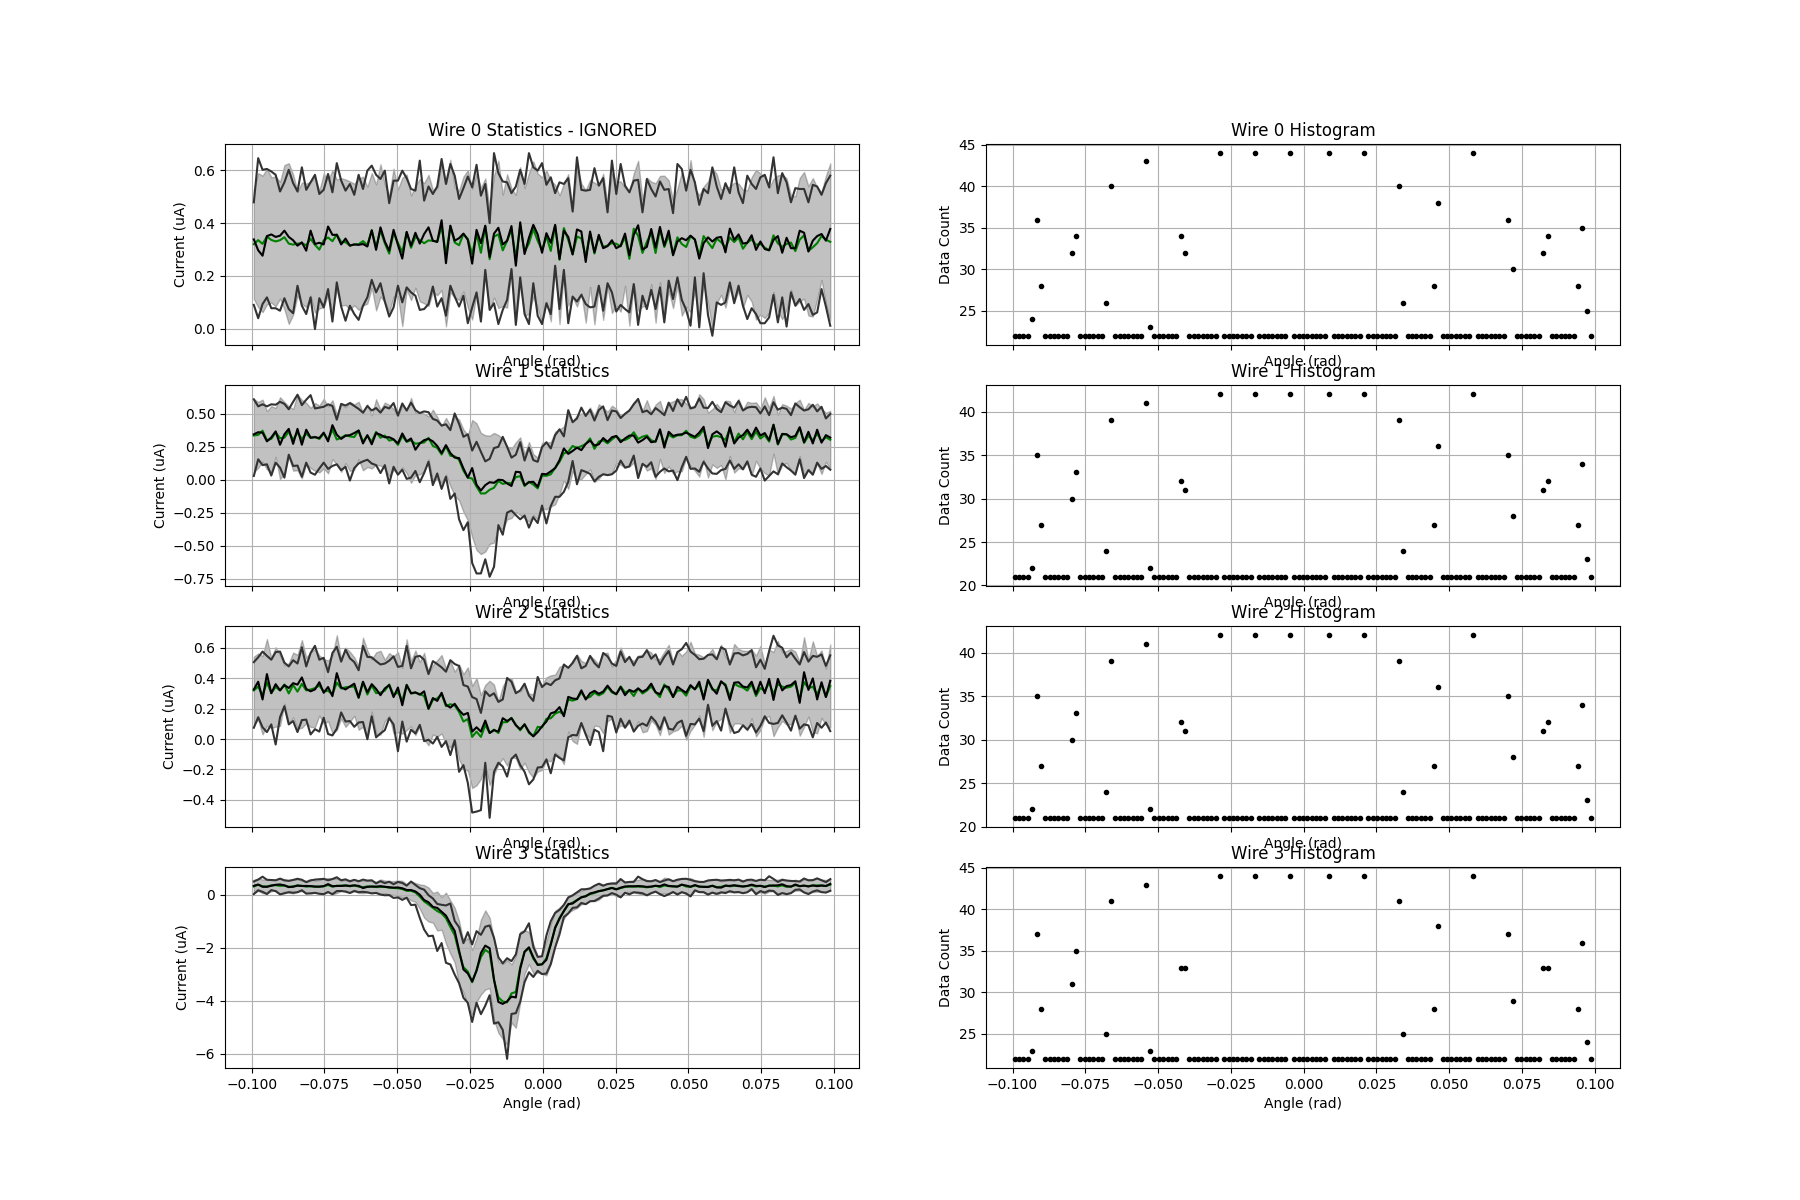 Wire 0 Statistics - IGNORED
Current (uA)
0.6
0.4
0.2
0.0
Angle (rad)
Wire 0 Histogram
Data Count
45
40
35
30
25
Angle (rad)
Wire 1 Statistics
Current (uA)
0.50
0.25
0.00
−0.25
−0.50
−0.75
Angle (rad)
Wire 1 Histogram
Data Count
40
35
30
25
20
Angle (rad)
Wire 2 Statistics
Current (uA)
0.6
0.4
0.2
0.0
−0.2
−0.4
Angle (rad)
Wire 2 Histogram
Data Count
40
35
30
25
20
Angle (rad)
Wire 3 Statistics
Current (uA)
0
−2
−4
−6
−0.100 −0.075 −0.050 −0.025 0.000 0.025 0.050 0.075 0.100
Angle (rad)
Wire 3 Histogram
Data Count
45
40
35
30
25
−0.100 −0.075 −0.050 −0.025 0.000 0.025 0.050 0.075 0.100
Angle (rad)